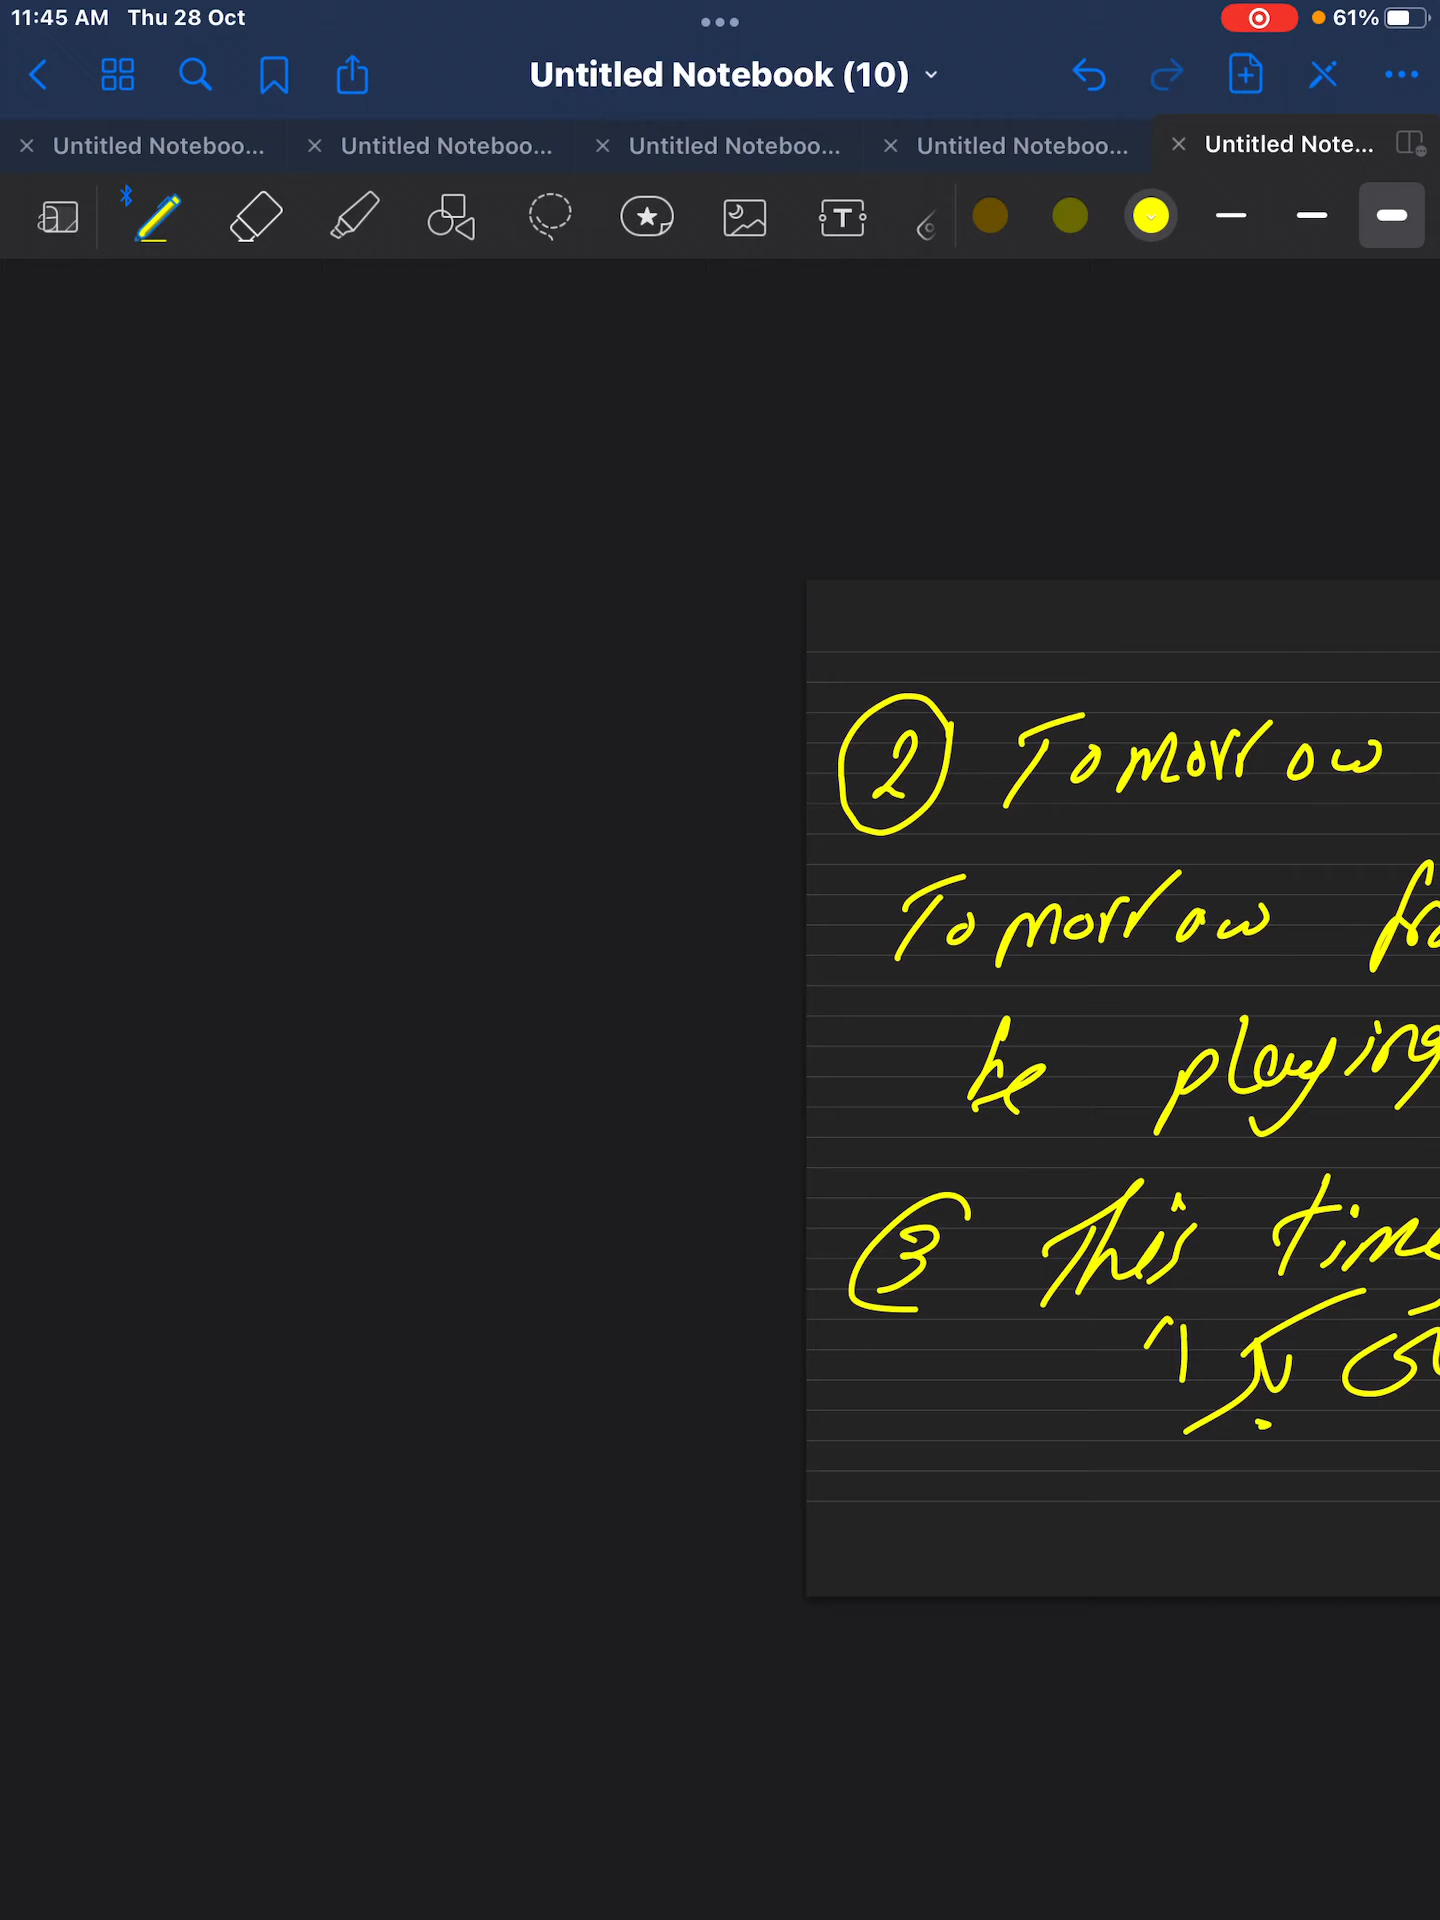 11:45 AM Thu 28 Oct
61%
Untitled Notebook (10)
Untitled Noteboo... Untitled Noteboo... Untitled Noteboo... Untitled Noteboo... Untitled Note...
2 Tomorrow
Tomorrow
be playing
3 This time